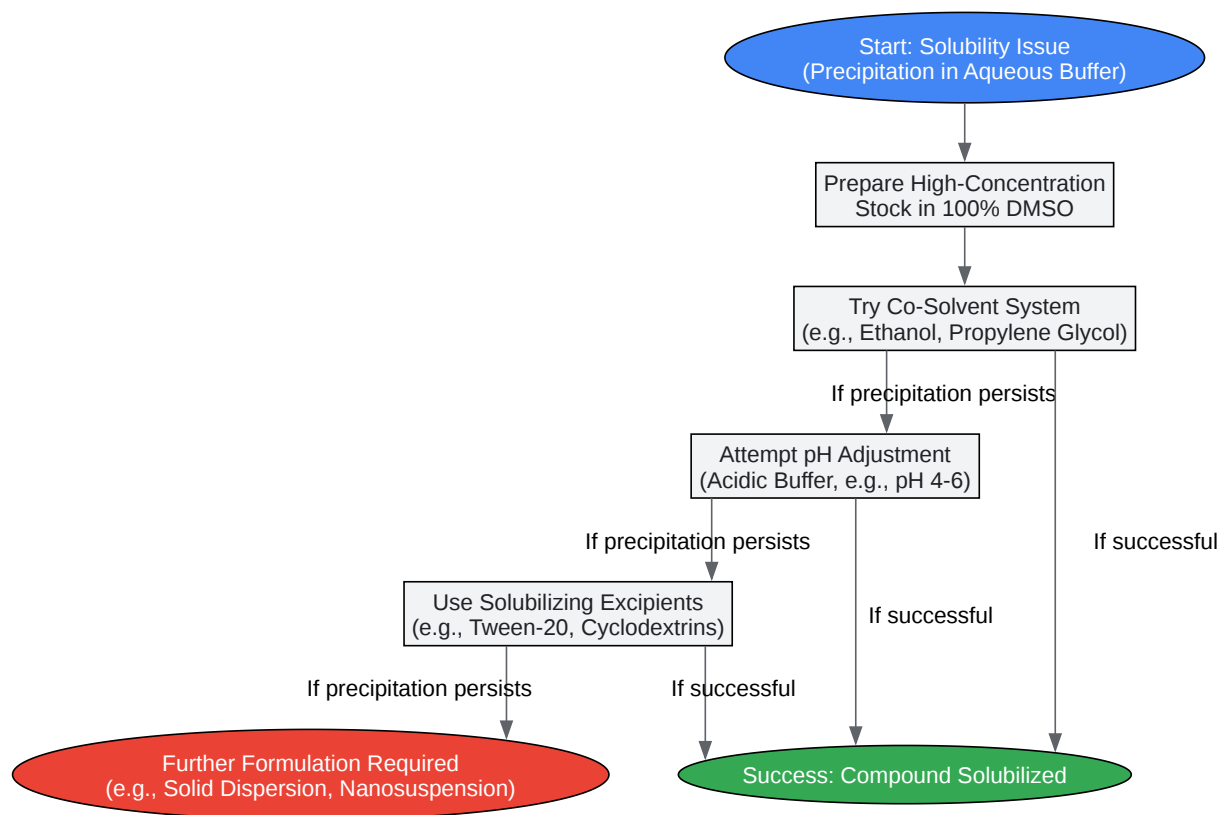 Start: Solubility Issue
(Precipitation in Aqueous Buffer)
Prepare High-Concentration
Stock in 100% DMSO
Try Co-Solvent System
(e.g., Ethanol, Propylene Glycol)
If precipitation persists
Attempt pH Adjustment
(Acidic Buffer, e.g., pH 4-6)
If precipitation persists
If successful
Use Solubilizing Excipients
(e.g., Tween-20, Cyclodextrins)
If successful
If precipitation persists
If successful
Further Formulation Required
(e.g., Solid Dispersion, Nanosuspension)
Success: Compound Solubilized